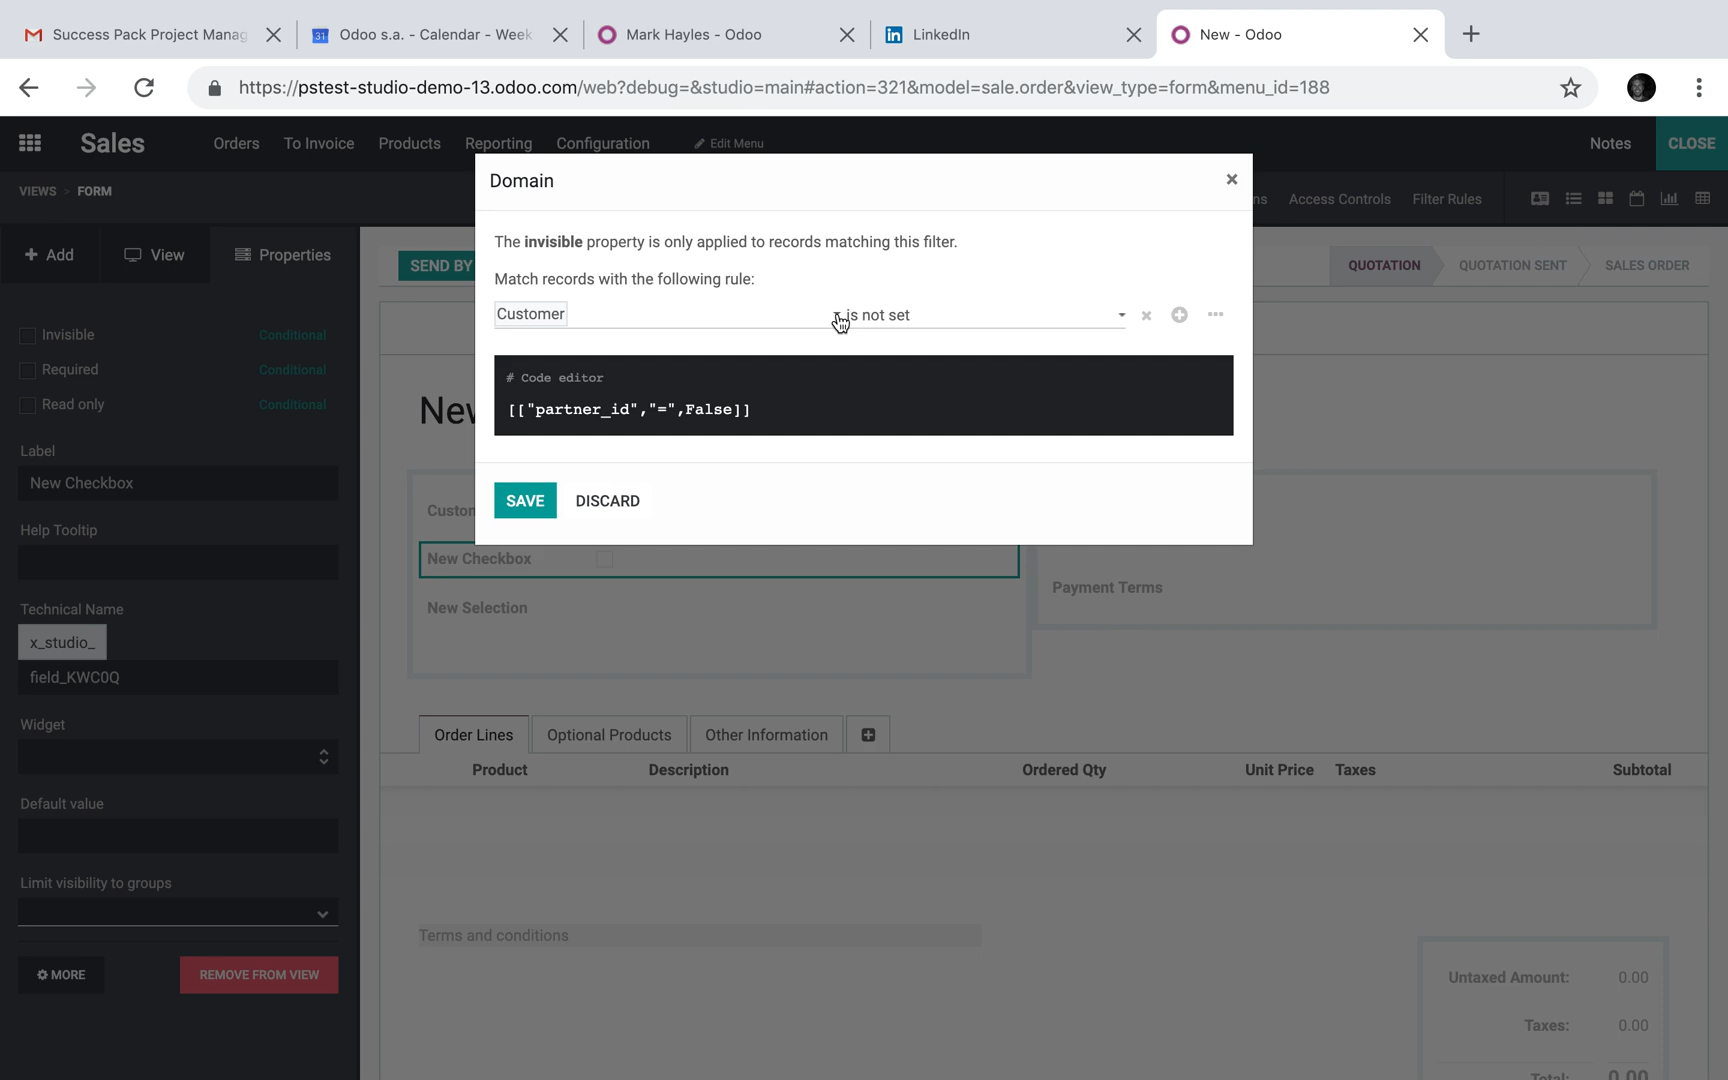 Success Pack Project Manag
31 Odoo s.a. - Calendar - Week
Mark Hayles - Odoo
LinkedIn
New - Odoo
https://pstest-studio-demo-13.odoo.com/web?debug=&studio=main#action=321&model=sale.order&view_type=form&menu_id=188
Sales Orders To Invoice Products Reporting Configuration Edit Menu Notes CLOSE
VIEWS > FORM
Access Controls Filter Rules
+ Add View Properties
SEND BY
QUOTATION QUOTATION SENT SALES ORDER
Domain ×
The invisible property is only applied to records matching this filter.
Match records with the following rule:
Customer is not set
# Code editor
[["partner_id","=",False]]
SAVE DISCARD
Invisible Conditional
Required Conditional
Read only Conditional
Label
New Checkbox
Help Tooltip
Technical Name
x_studio_
field_KWC0Q
Widget
Default value
Limit visibility to groups
MORE REMOVE FROM VIEW
New
Custom
New Checkbox
New Selection
Payment Terms
Order Lines Optional Products Other Information
Product Description Ordered Qty Unit Price Taxes Subtotal
Terms and conditions
Untaxed Amount: 0.00
Taxes: 0.00
Total: 0.00